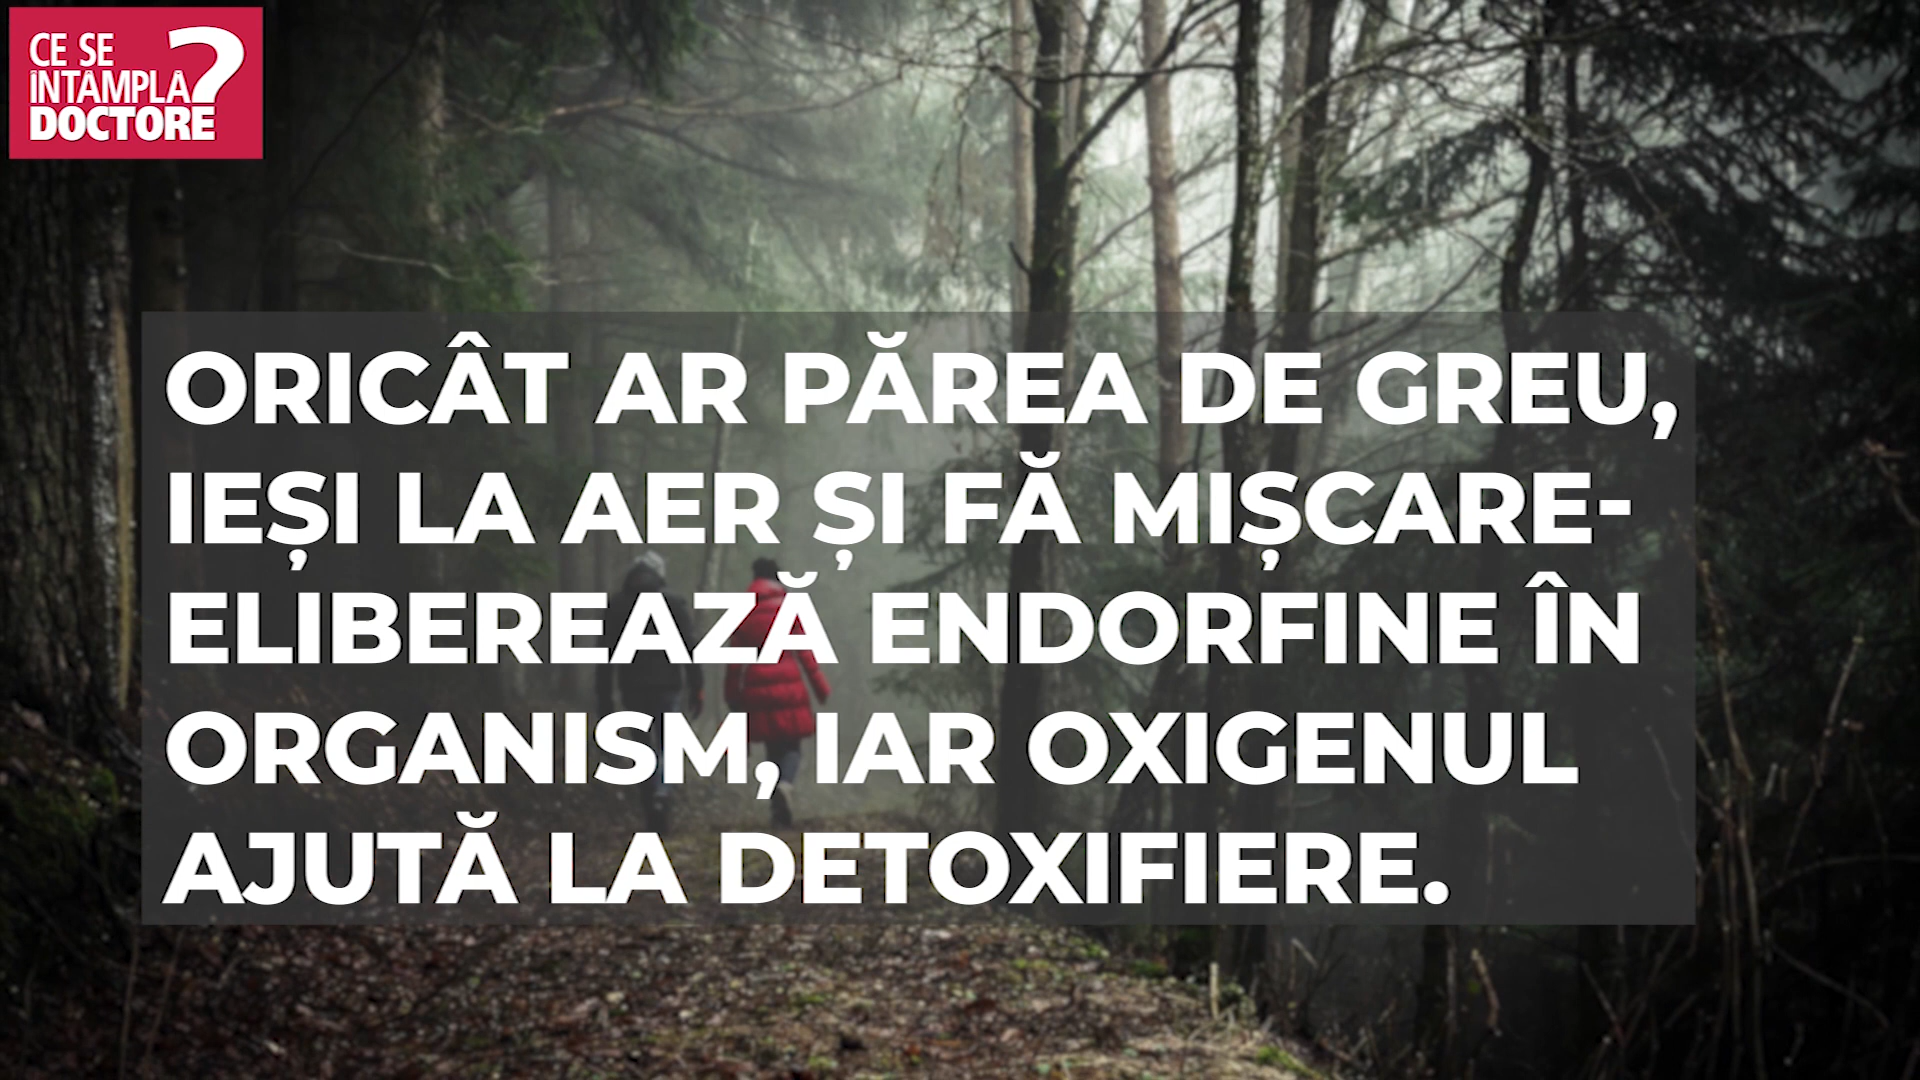 CE SE
ÎNTÂMPLĂ
DOCTORE?
ORICÂT AR PĂREA DE GREU,
IEȘI LA AER ȘI FĂ MIȘCARE-
ELIBEREAZĂ ENDORFINE ÎN
ORGANISM, IAR OXIGENUL
AJUTĂ LA DETOXIFIERE.